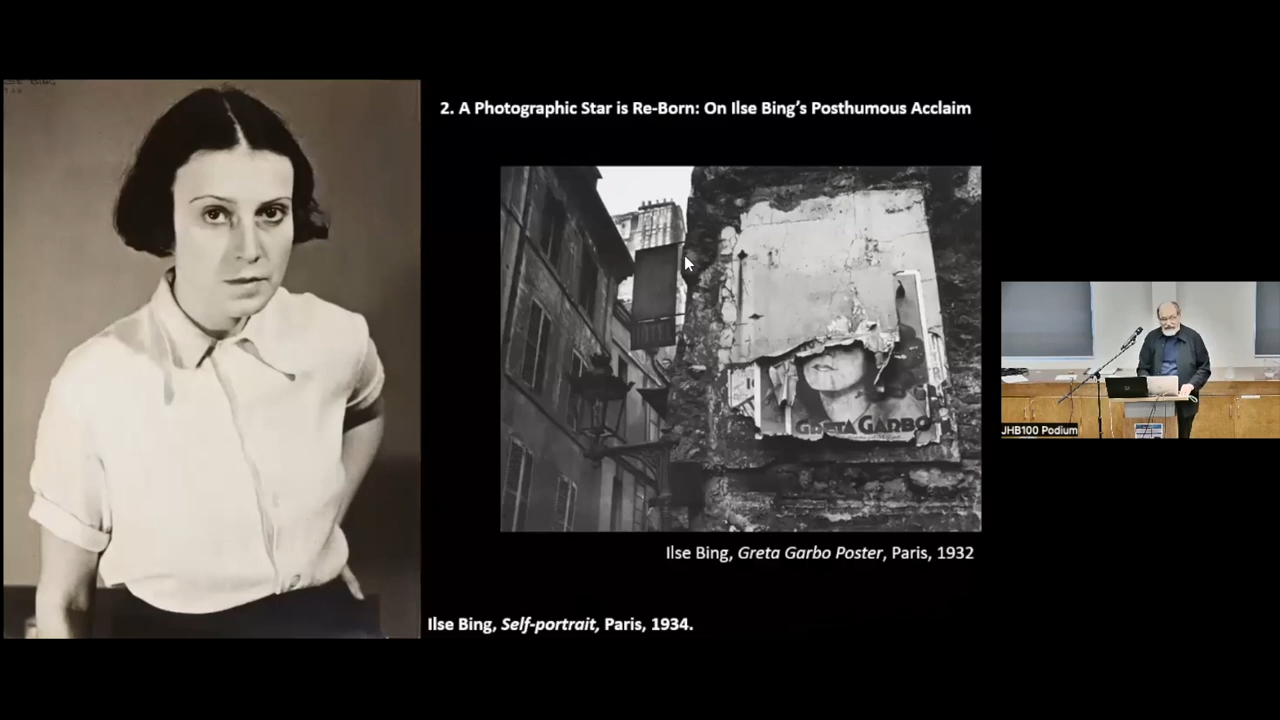 2. A Photographic Star is Re-Born: On Ilse Bing's Posthumous Acclaim
GRETA GARBO
Ilse Bing, Greta Garbo Poster, Paris, 1932
Ilse Bing, Self-portrait, Paris, 1934.
JHB100 Podium